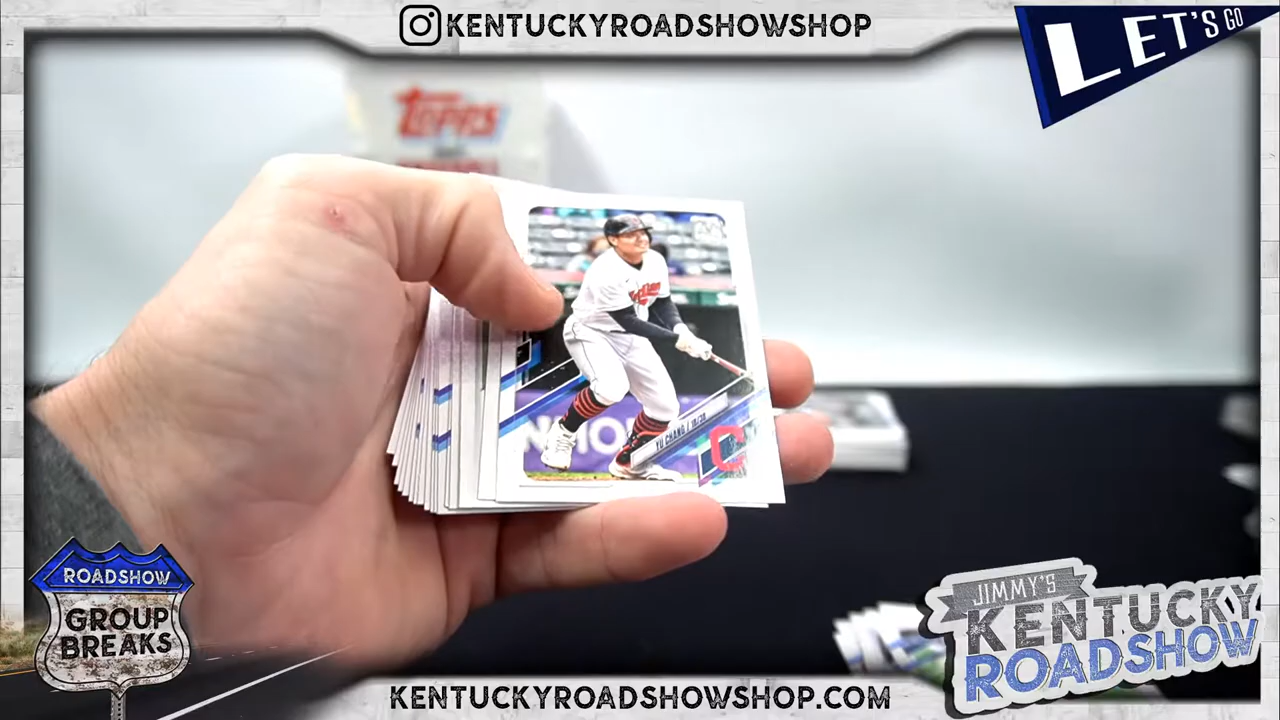 KENTUCKYROADSHOWSHOP
LET'S GO
TOPPS
YU CHANG
ROADSHOW
GROUP
BREAKS
JIMMY'S
KENTUCKY
ROADSHOW
KENTUCKYROADSHOWSHOP.COM